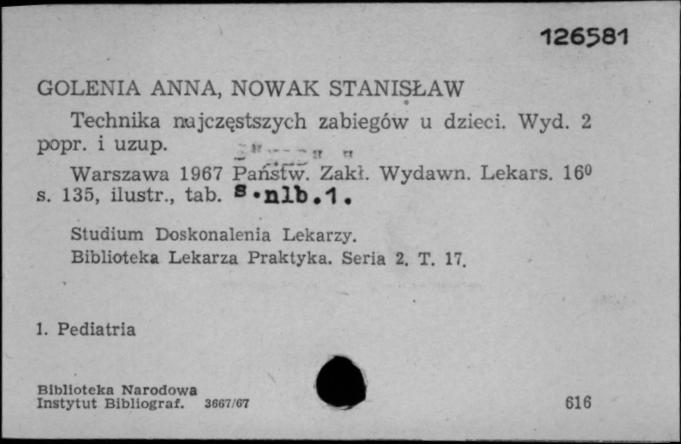 126581
GOLENIA ANNA, NOWAK STANISŁAW
Technika najczęstszych zabiegów u dzieci. Wyd. 2
popr. i uzup.
Warszawa 1967 Państw. Zakł. Wydawn. Lekars. 16⁰
s. 135, ilustr., tab. s.nlb.1.
Studium Doskonalenia Lekarzy.
Biblioteka Lekarza Praktyka. Seria 2. T. 17.
1. Pediatria
Biblioteka Narodowa
Instytut Bibliograf. 3667/67 616